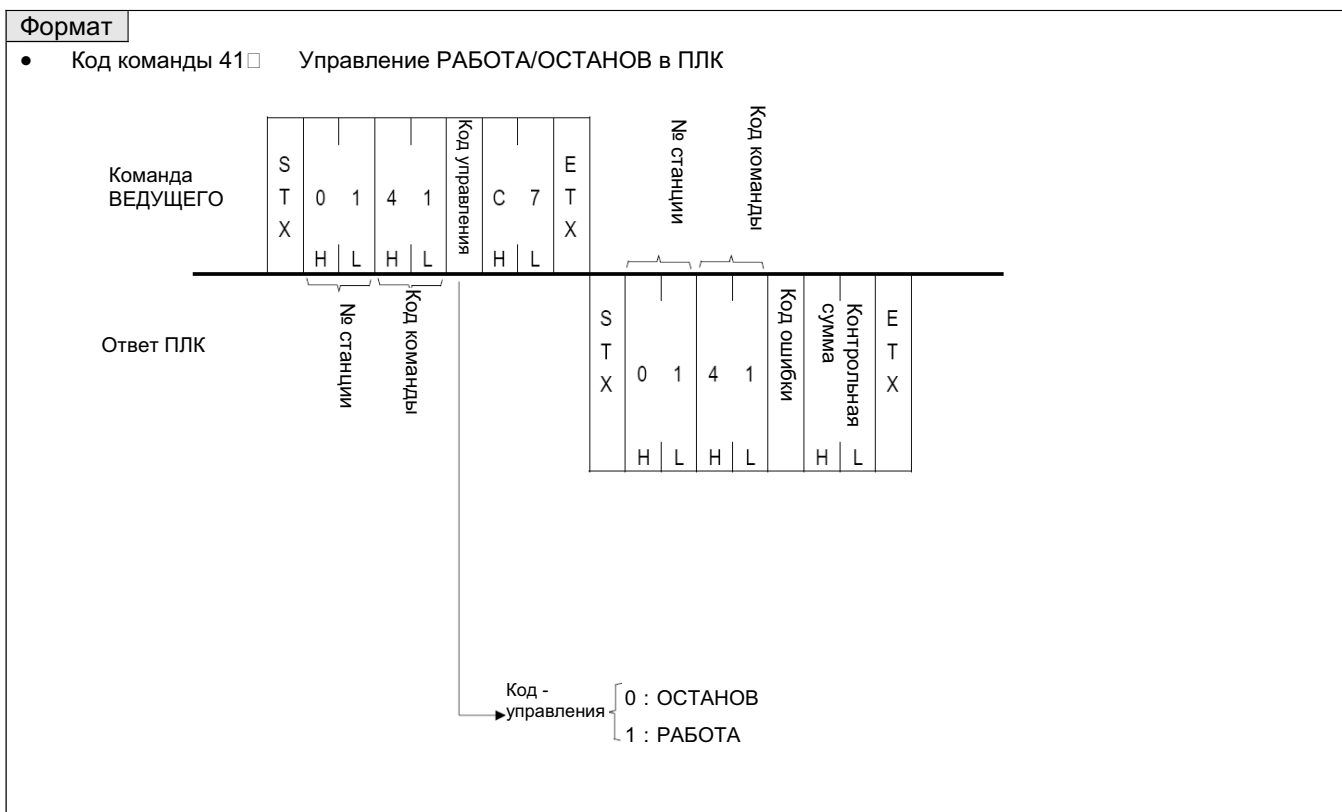 Формат
• Код команды 41□ Управление РАБОТА/ОСТАНОВ в ПЛК
Команда
ВЕДУЩЕГО
S
T
X
0 1 4 1
Код управления
C 7
E
T
X
H L H L H L
№ станции
Код команды
№ станции
Код команды
Ответ ПЛК
S
T
X
0 1 4 1
Код ошибки
Контрольная
сумма
E
T
X
H L H L H L
Код -
управления
0 : ОСТАНОВ
1 : РАБОТА